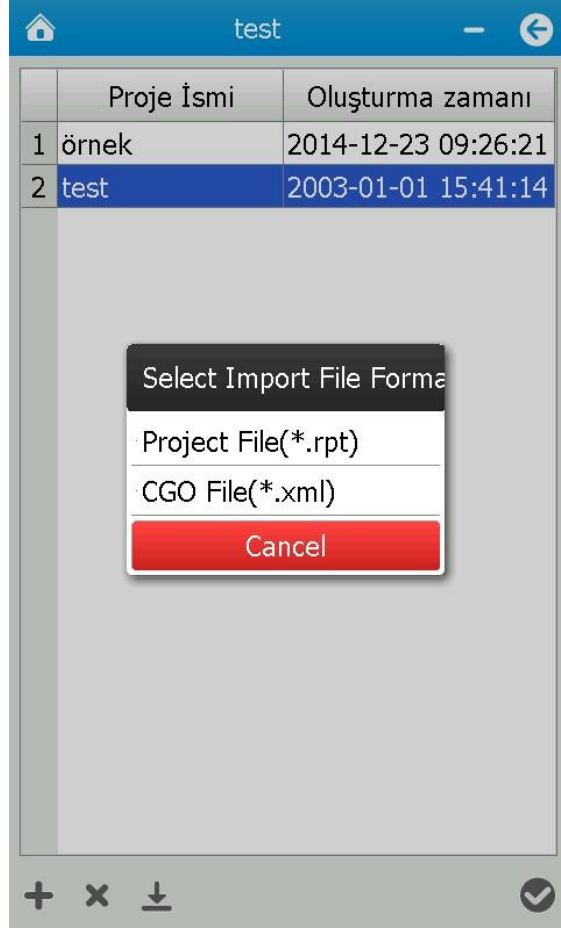 test
Proje İsmi Oluşturma zamanı
1 örnek 2014-12-23 09:26:21
2 test 2003-01-01 15:41:14
Select Import File Forma
Project File(*.rpt)
CGO File(*.xml)
Cancel